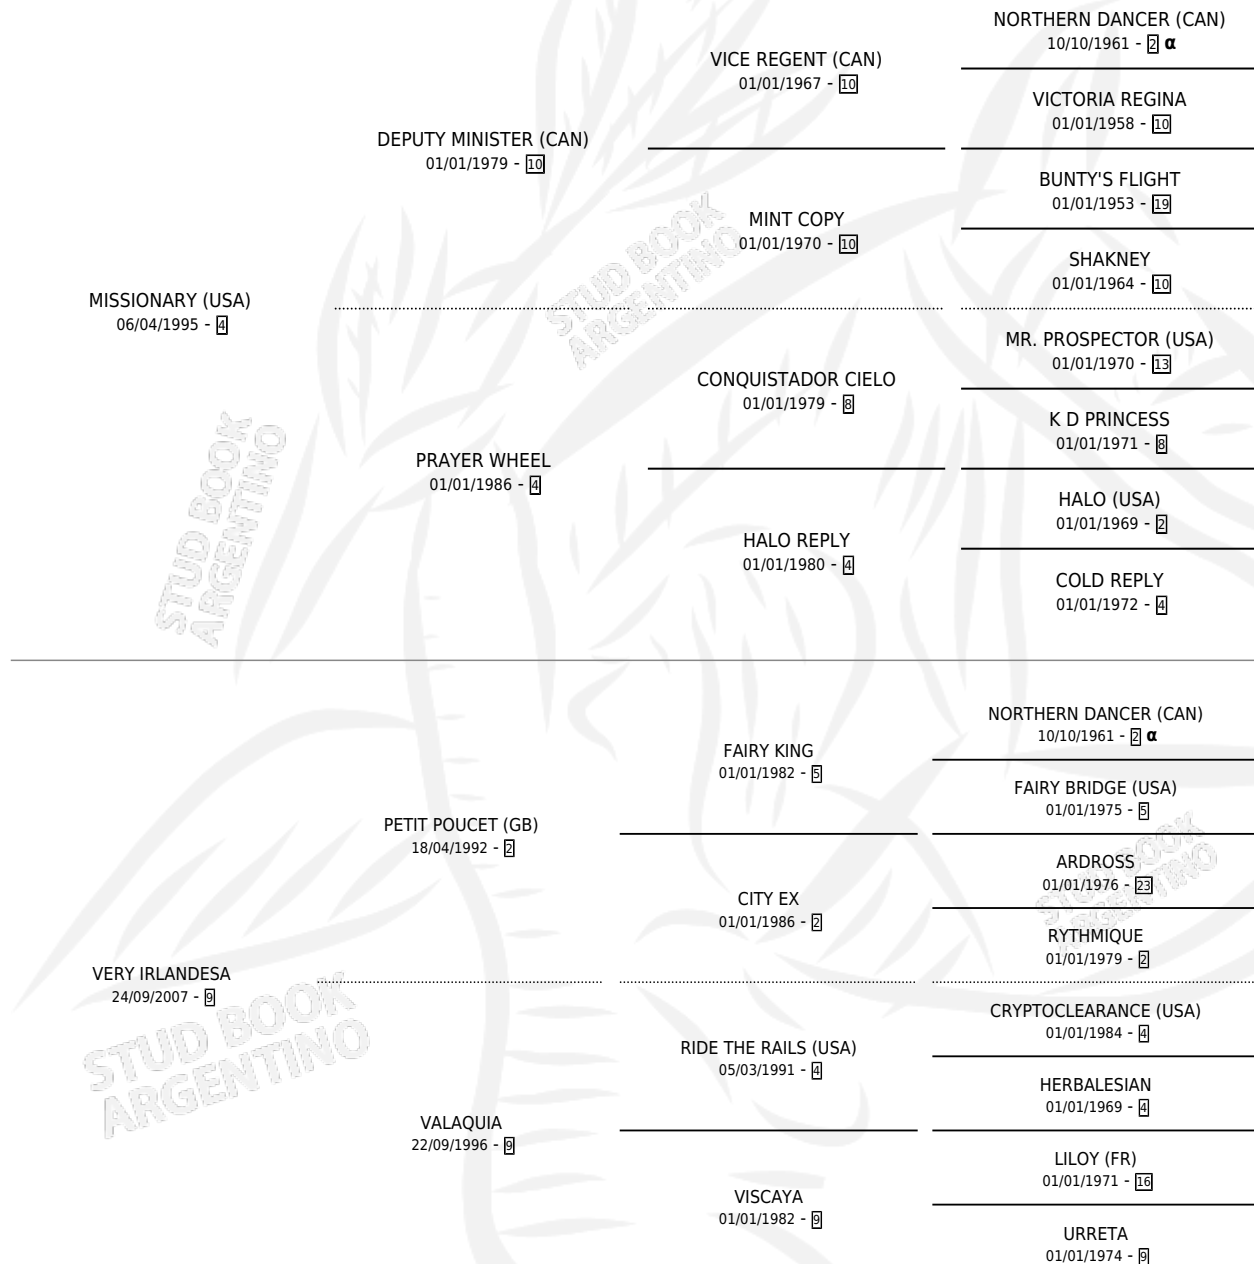 NORTHERN DANCER (CAN)
10/10/1961 - 2 α
VICE REGENT (CAN)
01/01/1967 - 10
VICTORIA REGINA
01/01/1958 - 10
DEPUTY MINISTER (CAN)
01/01/1979 - 10
BUNTY'S FLIGHT
01/01/1953 - 19
MINT COPY
01/01/1970 - 10
SHAKNEY
01/01/1964 - 10
MISSIONARY (USA)
06/04/1995 - 4
MR. PROSPECTOR (USA)
01/01/1970 - 13
CONQUISTADOR CIELO
01/01/1979 - 8
K D PRINCESS
01/01/1971 - 8
PRAYER WHEEL
01/01/1986 - 4
HALO (USA)
01/01/1969 - 2
HALO REPLY
01/01/1980 - 4
COLD REPLY
01/01/1972 - 4
STUD BOOK
ARGENTINO
STUD BOOK
ARGENTINO
NORTHERN DANCER (CAN)
10/10/1961 - 2 α
FAIRY KING
01/01/1982 - 5
FAIRY BRIDGE (USA)
01/01/1975 - 5
PETIT POUCET (GB)
18/04/1992 - 2
ARDROSS
01/01/1976 - 23
CITY EX
01/01/1986 - 2
RYTHMIQUE
01/01/1979 - 2
VERY IRLANDESA
24/09/2007 - 9
CRYPTOCLEARANCE (USA)
01/01/1984 - 4
RIDE THE RAILS (USA)
05/03/1991 - 4
HERBALESIAN
01/01/1969 - 4
VALAQUIA
22/09/1996 - 9
LILOY (FR)
01/01/1971 - 16
VISCAYA
01/01/1982 - 9
URRETA
01/01/1974 - 9
STUD BOOK
ARGENTINO
STUD BOOK
ARGENTINO